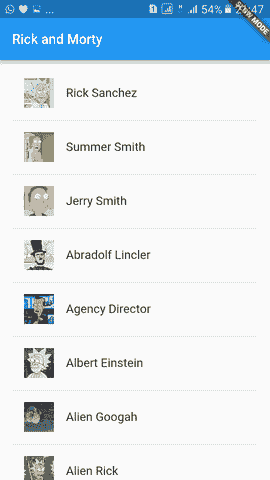 ... 1 54% 47
SLOW MODE
Rick and Morty
Rick Sanchez
Summer Smith
Jerry Smith
Abradolf Lincler
Agency Director
Albert Einstein
Alien Googah
Alien Rick